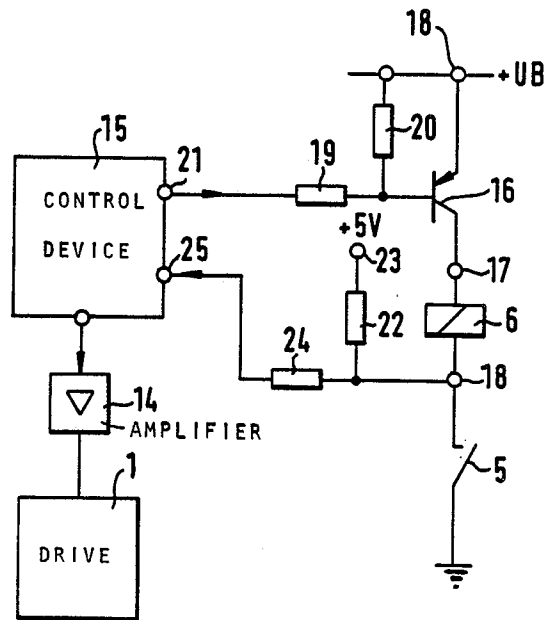 18
+UB
15
21
20
19
CONTROL
DEVICE
16
+5V
23
17
25
22
6
24
18
14
AMPLIFIER
5
1
DRIVE